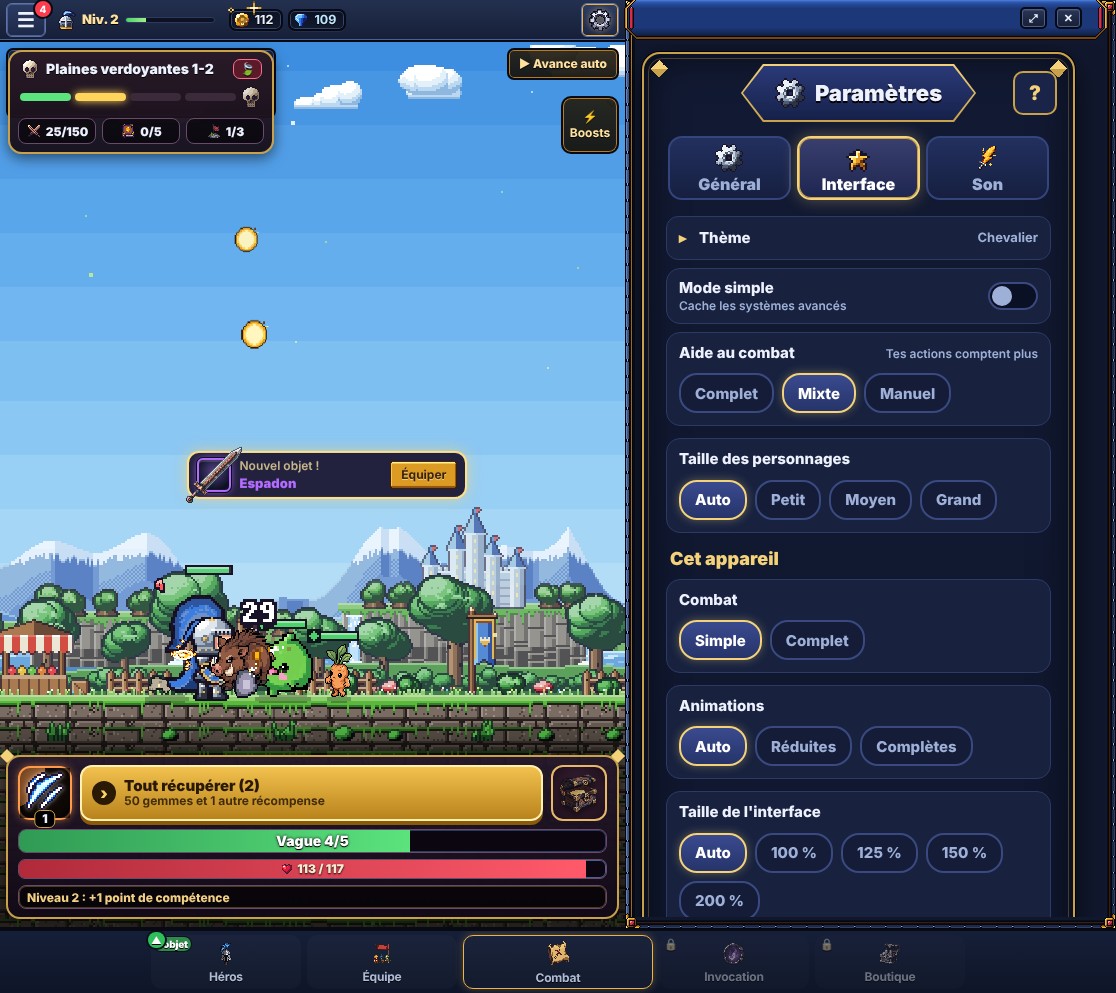 4
Niv. 2
112
109
Plaines verdoyantes 1-2
25/150
0/5
1/3
Avance auto
Boosts
Nouvel objet !
Espadon
Équiper
29
1
Tout récupérer (2)
50 gemmes et 1 autre récompense
Vague 4/5
113 / 117
Niveau 2 : +1 point de compétence
Paramètres
?
Général
Interface
Son
Thème
Chevalier
Mode simple
Cache les systèmes avancés
Aide au combat
Tes actions comptent plus
Complet
Mixte
Manuel
Taille des personnages
Auto
Petit
Moyen
Grand
Cet appareil
Combat
Simple
Complet
Animations
Auto
Réduites
Complètes
Taille de l'interface
Auto
100 %
125 %
150 %
200 %
objet
Héros
Équipe
Combat
Invocation
Boutique